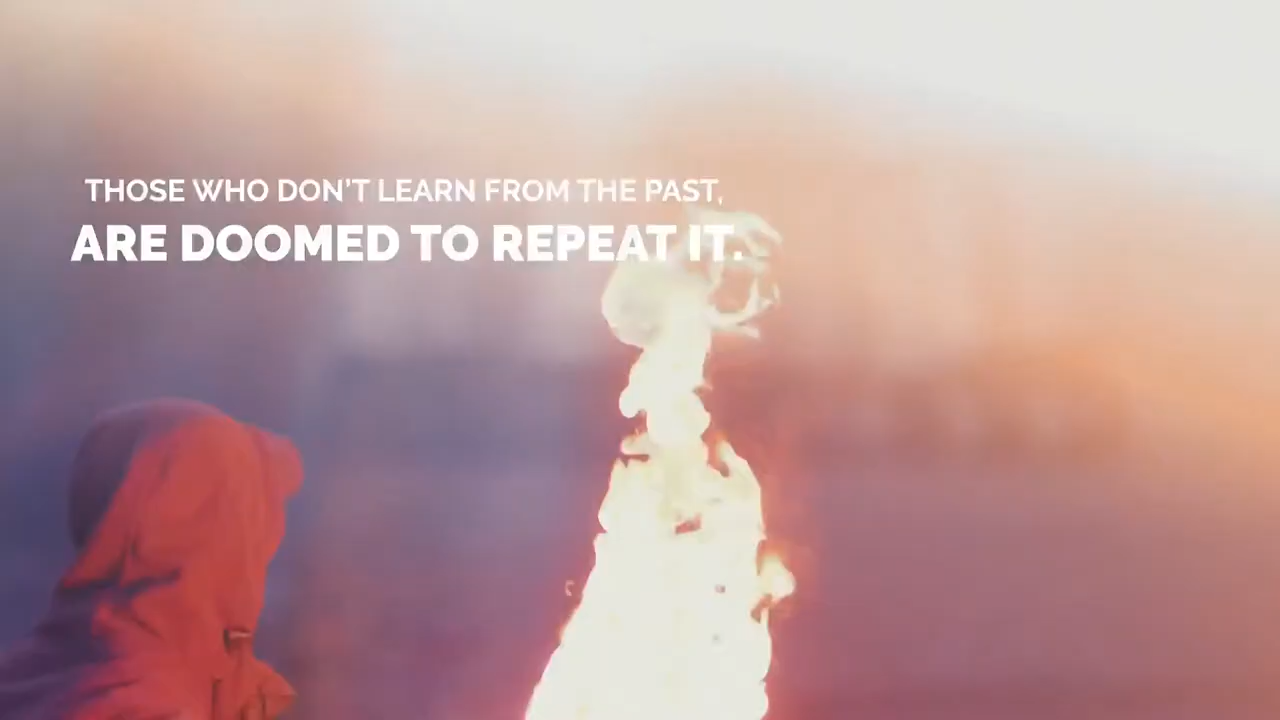 THOSE WHO DON'T LEARN FROM THE PAST,
ARE DOOMED TO REPEAT IT.